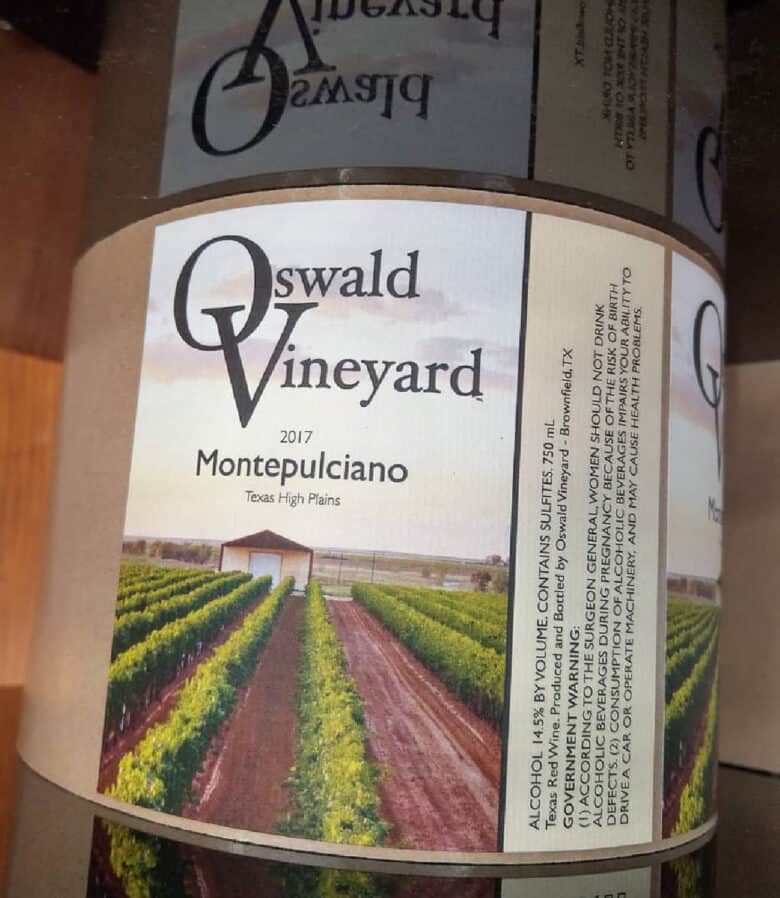 Oswald
Vineyard
2017
Montepulciano
Texas High Plains
ALCOHOL 14.5% BY VOLUME. CONTAINS SULFITES. 750 mL
Texas Red Wine. Produced and Bottled by Oswald Vineyard - Brownfield, TX
GOVERNMENT WARNING:
(1) ACCORDING TO THE SURGEON GENERAL, WOMEN SHOULD NOT DRINK
ALCOHOLIC BEVERAGES DURING PREGNANCY BECAUSE OF THE RISK OF BIRTH
DEFECTS. (2) CONSUMPTION OF ALCOHOLIC BEVERAGES IMPAIRS YOUR ABILITY TO
DRIVE A CAR OR OPERATE MACHINERY, AND MAY CAUSE HEALTH PROBLEMS.
Vineyard
Oswald